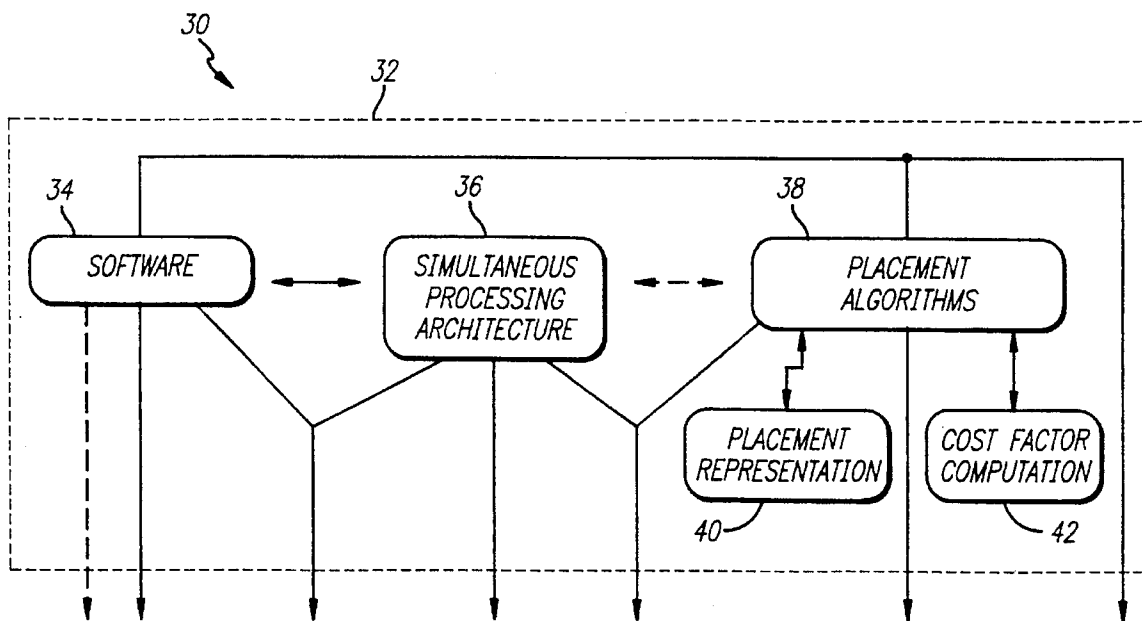 30
32
34
36
38
SOFTWARE
SIMULTANEOUS
PROCESSING
ARCHITECTURE
PLACEMENT
ALGORITHMS
PLACEMENT
REPRESENTATION
COST FACTOR
COMPUTATION
40
42